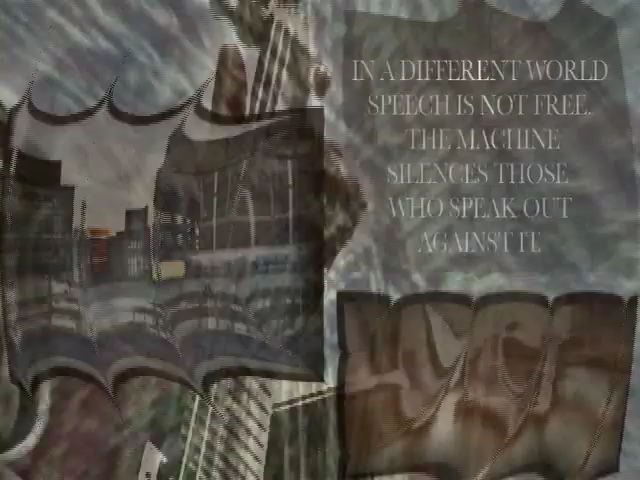 IN A DIFFERENT WORLD
SPEECH IS NOT FREE.
THE MACHINE
SILENCES THOSE
WHO SPEAK OUT
AGAINST IT.